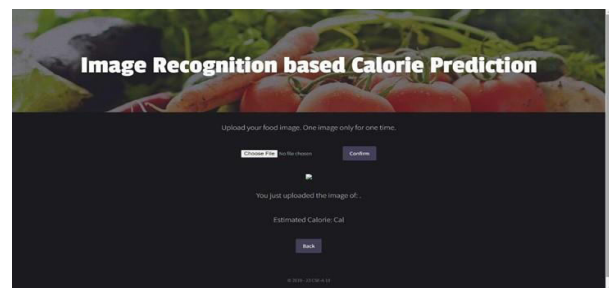 Image Recognition based Calorie Prediction
Upload your food image. One image only for one time.
Choose File No file chosen Confirm
You just uploaded the image of: .
Estimated Calorie: Cal
Back